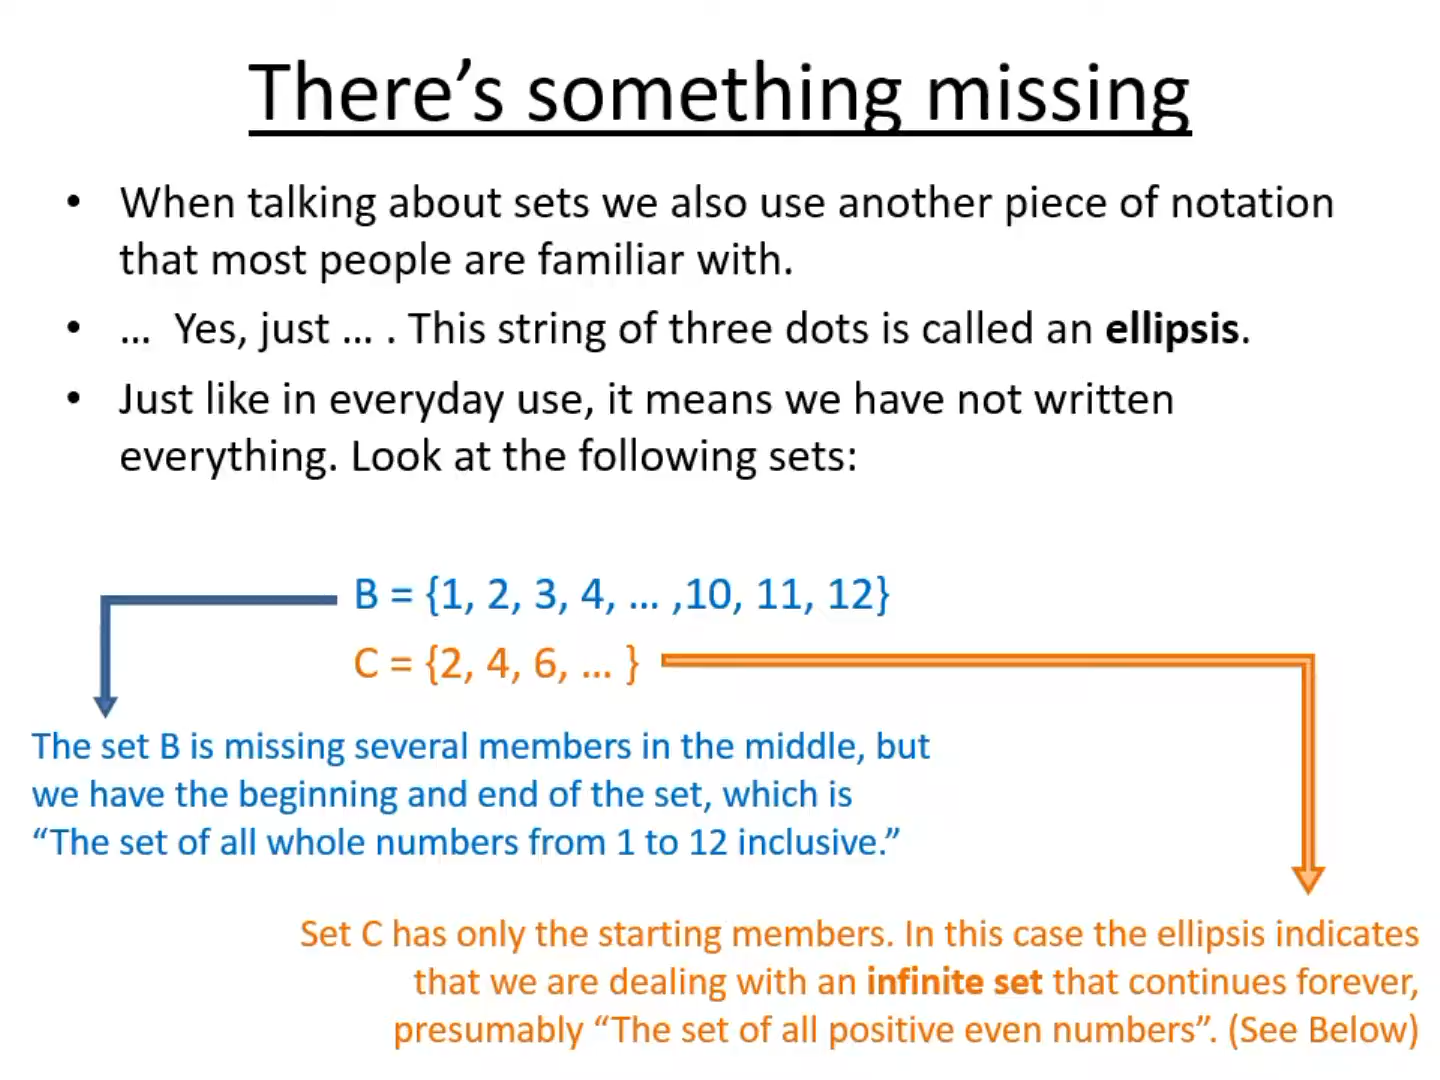 There’s something missing
• When talking about sets we also use another piece of notation
that most people are familiar with.
• … Yes, just … . This string of three dots is called an ellipsis.
• Just like in everyday use, it means we have not written
everything. Look at the following sets:
B = {1, 2, 3, 4, … ,10, 11, 12}
C = {2, 4, 6, … }
The set B is missing several members in the middle, but
we have the beginning and end of the set, which is
“The set of all whole numbers from 1 to 12 inclusive.”
Set C has only the starting members. In this case the ellipsis indicates
that we are dealing with an infinite set that continues forever,
presumably “The set of all positive even numbers”. (See Below)